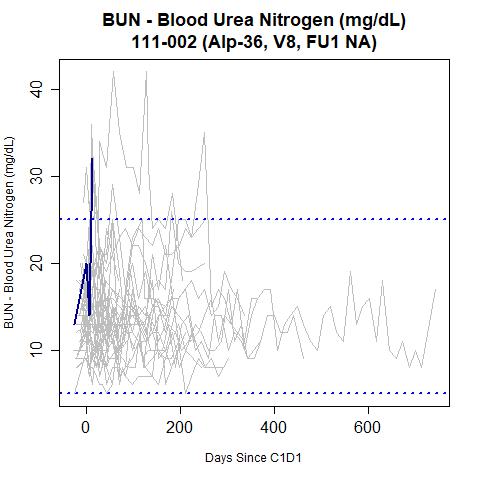 BUN - Blood Urea Nitrogen (mg/dL)
111-002 (Alp-36, V8, FU1 NA)
BUN - Blood Urea Nitrogen (mg/dL)
40
30
20
10
0
200
400
600
Days Since C1D1